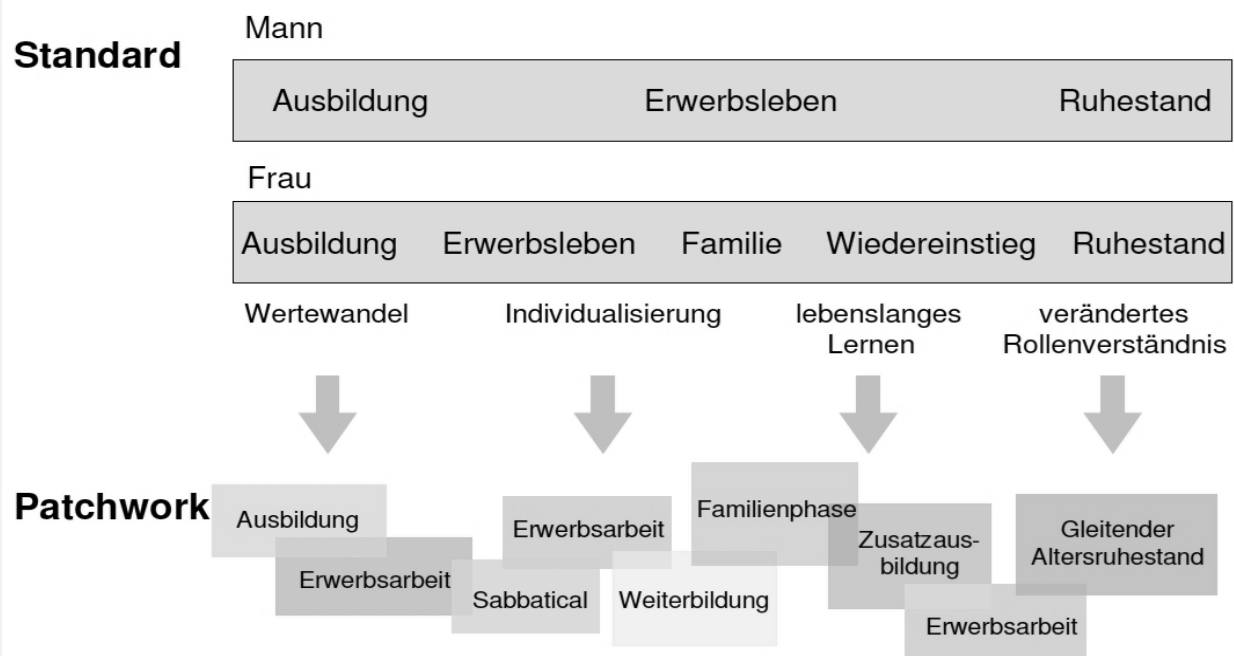 Mann
Standard
Ausbildung Erwerbsleben Ruhestand
Frau
Ausbildung Erwerbsleben Familie Wiedereinstieg Ruhestand
Wertewandel Individualisierung lebenslanges Lernen verändertes Rollenverständnis
Patchwork
Ausbildung
Erwerbsarbeit
Sabbatical
Erwerbsarbeit
Weiterbildung
Familienphase
Zusatzaus-
bildung
Erwerbsarbeit
Gleitender
Altersruhestand